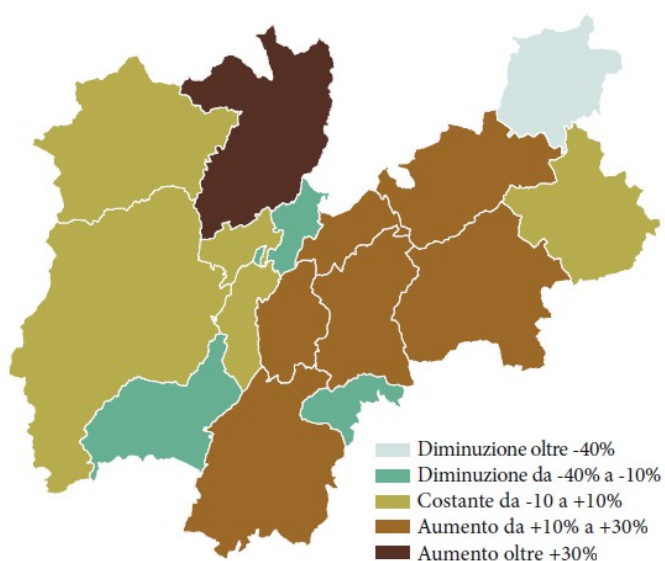 Diminuzione oltre -40%
Diminuzione da -40% a -10%
Costante da -10 a +10%
Aumento da +10% a +30%
Aumento oltre +30%